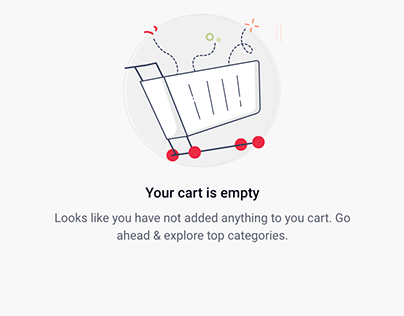 Your cart is empty
Looks like you have not added anything to you cart. Go
ahead & explore top categories.